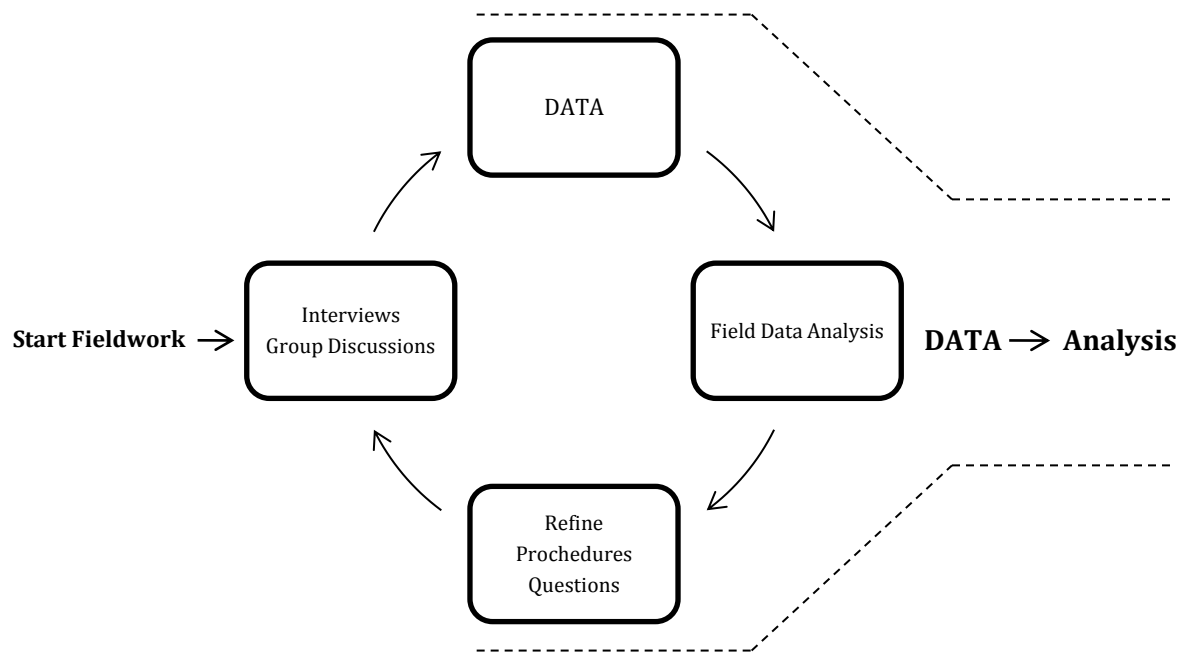 DATA
Start Fieldwork
Interviews
Group Discussions
Field Data Analysis
DATA
Analysis
Refine
Prochedures
Questions